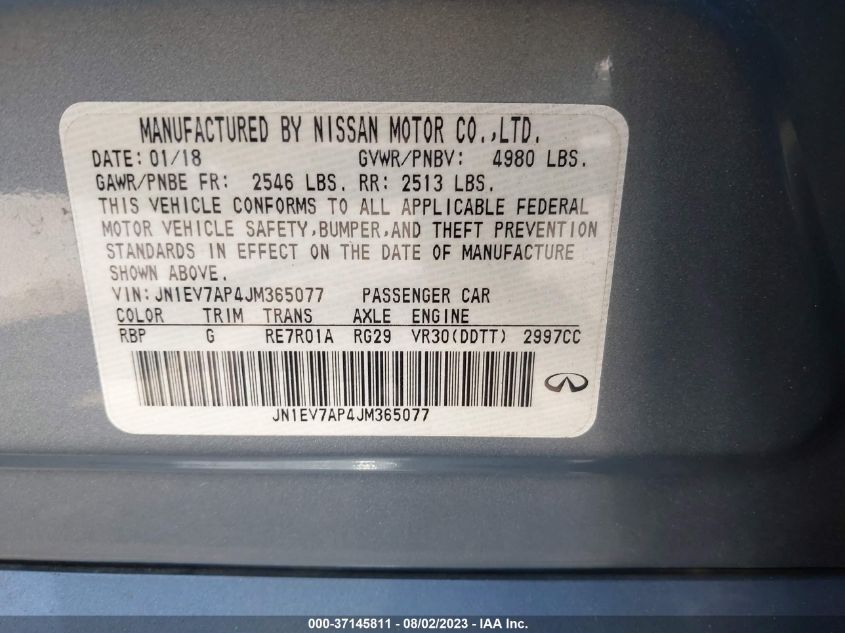 MANUFACTURED BY NISSAN MOTOR CO.,LTD.
DATE: 01/18 GVWR/PNBV: 4980 LBS.
GAWR/PNBE FR: 2546 LBS. RR: 2513 LBS.
THIS VEHICLE CONFORMS TO ALL APPLICABLE FEDERAL
MOTOR VEHICLE SAFETY,BUMPER,AND THEFT PREVENTION
STANDARDS IN EFFECT ON THE DATE OF MANUFACTURE
SHOWN ABOVE.
VIN:JN1EV7AP4JM365077 PASSENGER CAR
COLOR TRIM TRANS AXLE ENGINE
RBP G RE7R01A RG29 VR30(DDTT) 2997CC
JN1EV7AP4JM365077
000-37145811 - 08/02/2023 - IAA Inc.